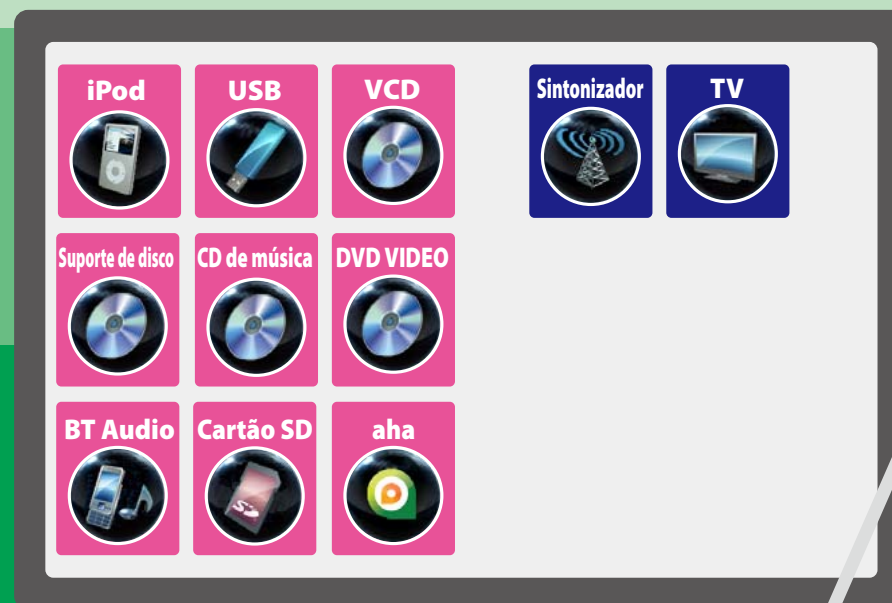 iPod
USB
VCD
Sintonizador
TV
Suporte de disco
CD de música
DVD VIDEO
BT Audio
Cartão SD
aha